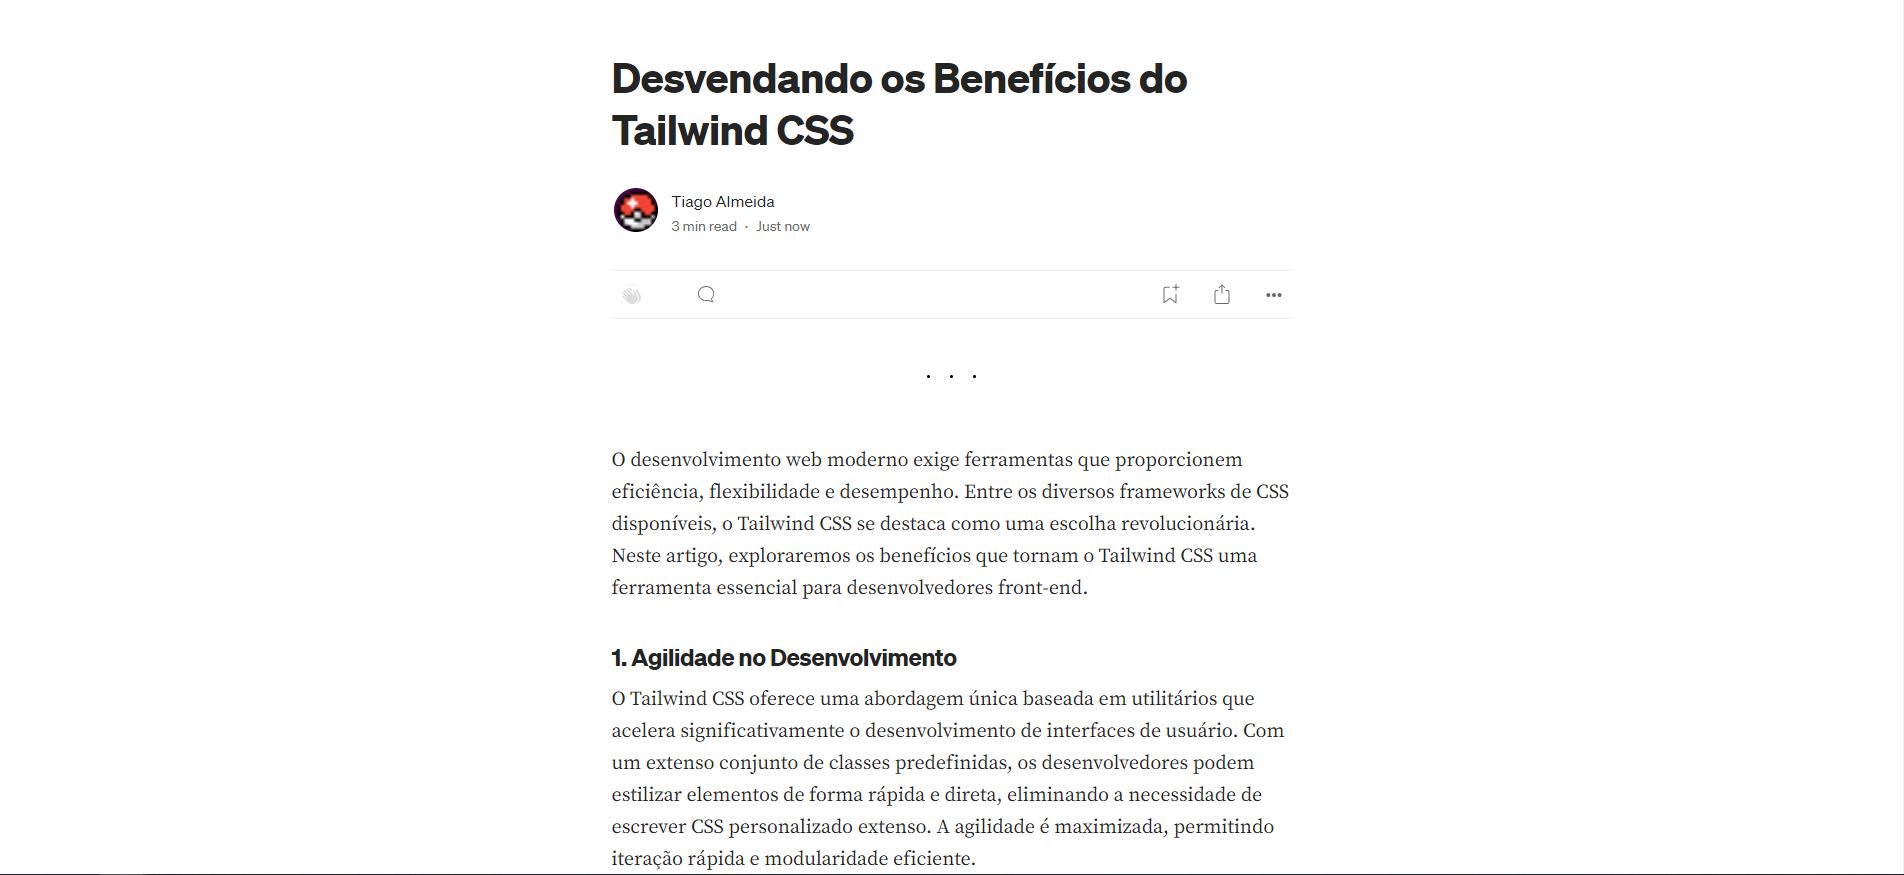 Desvendando os Benefícios do
Tailwind CSS
Tiago Almeida
3 min read · Just now
. . .
O desenvolvimento web moderno exige ferramentas que proporcionem
eficiência, flexibilidade e desempenho. Entre os diversos frameworks de CSS
disponíveis, o Tailwind CSS se destaca como uma escolha revolucionária.
Neste artigo, exploraremos os benefícios que tornam o Tailwind CSS uma
ferramenta essencial para desenvolvedores front-end.
1. Agilidade no Desenvolvimento
O Tailwind CSS oferece uma abordagem única baseada em utilitários que
acelera significativamente o desenvolvimento de interfaces de usuário. Com
um extenso conjunto de classes predefinidas, os desenvolvedores podem
estilizar elementos de forma rápida e direta, eliminando a necessidade de
escrever CSS personalizado extenso. A agilidade é maximizada, permitindo
iteração rápida e modularidade eficiente.